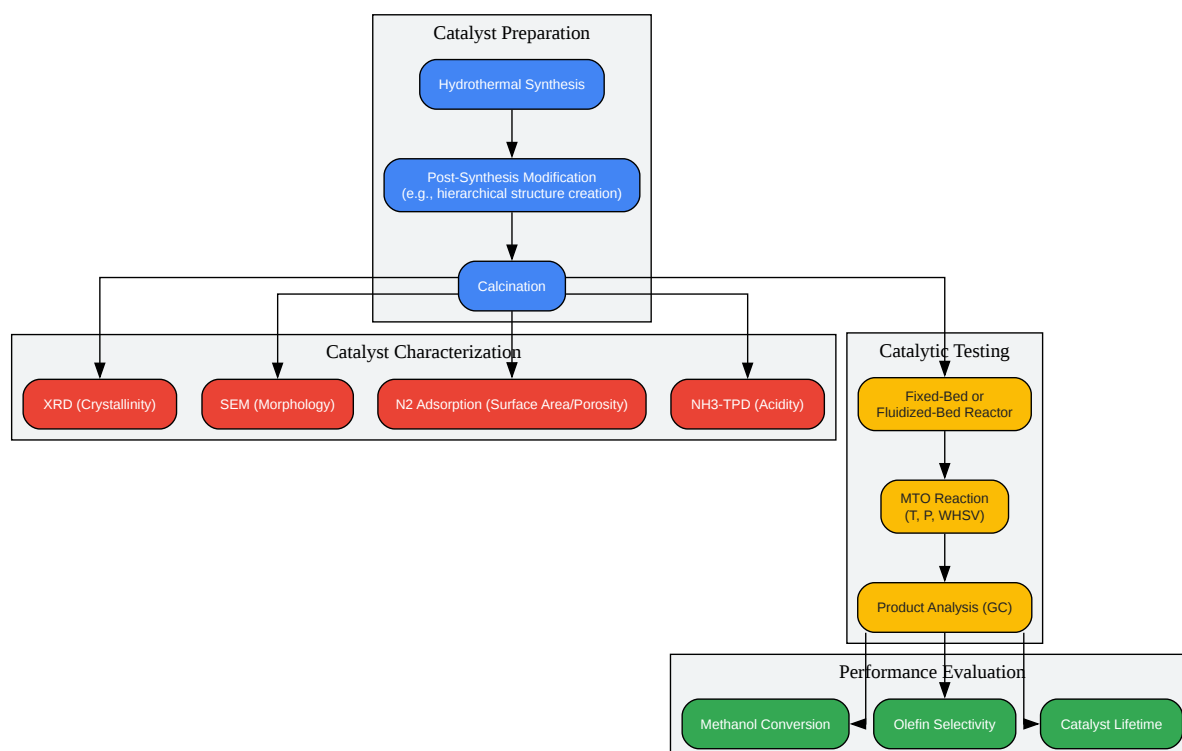 Catalyst Preparation
Hydrothermal Synthesis
Post-Synthesis Modification
(e.g., hierarchical structure creation)
Calcination
Catalyst Characterization
XRD (Crystallinity)
SEM (Morphology)
N2 Adsorption (Surface Area/Porosity)
NH3-TPD (Acidity)
Catalytic Testing
Fixed-Bed or
Fluidized-Bed Reactor
MTO Reaction
(T, P, WHSV)
Product Analysis (GC)
Performance Evaluation
Methanol Conversion
Olefin Selectivity
Catalyst Lifetime